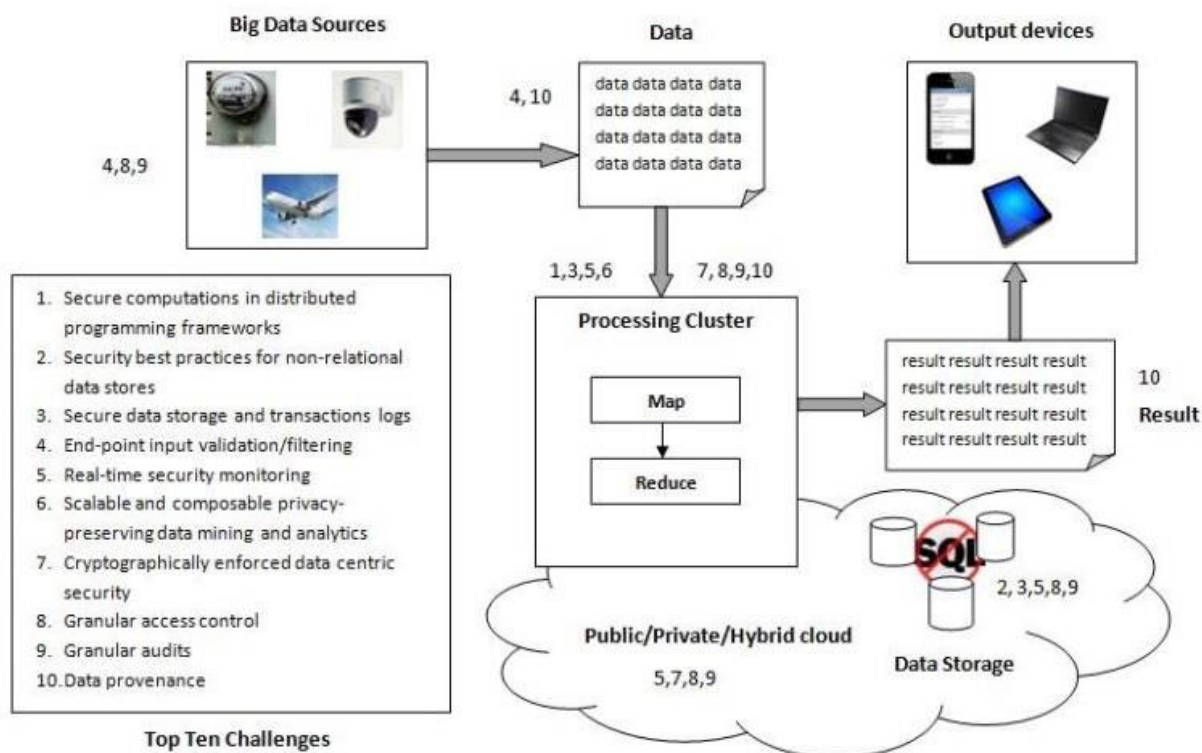 Big Data Sources
Data
Output devices
4,8,9
4, 10
data data data data
data data data data
data data data data
data data data data
1,3,5,6
7, 8,9,10
Processing Cluster
Map
Reduce
result result result result
result result result result
result result result result
result result result result
10
Result
1. Secure computations in distributed
programming frameworks
2. Security best practices for non-relational
data stores
3. Secure data storage and transactions logs
4. End-point input validation/filtering
5. Real-time security monitoring
6. Scalable and composable privacy-
preserving data mining and analytics
7. Cryptographically enforced data centric
security
8. Granular access control
9. Granular audits
10. Data provenance
Top Ten Challenges
SQL
2, 3,5,8,9
Public/Private/Hybrid cloud
Data Storage
5,7,8,9